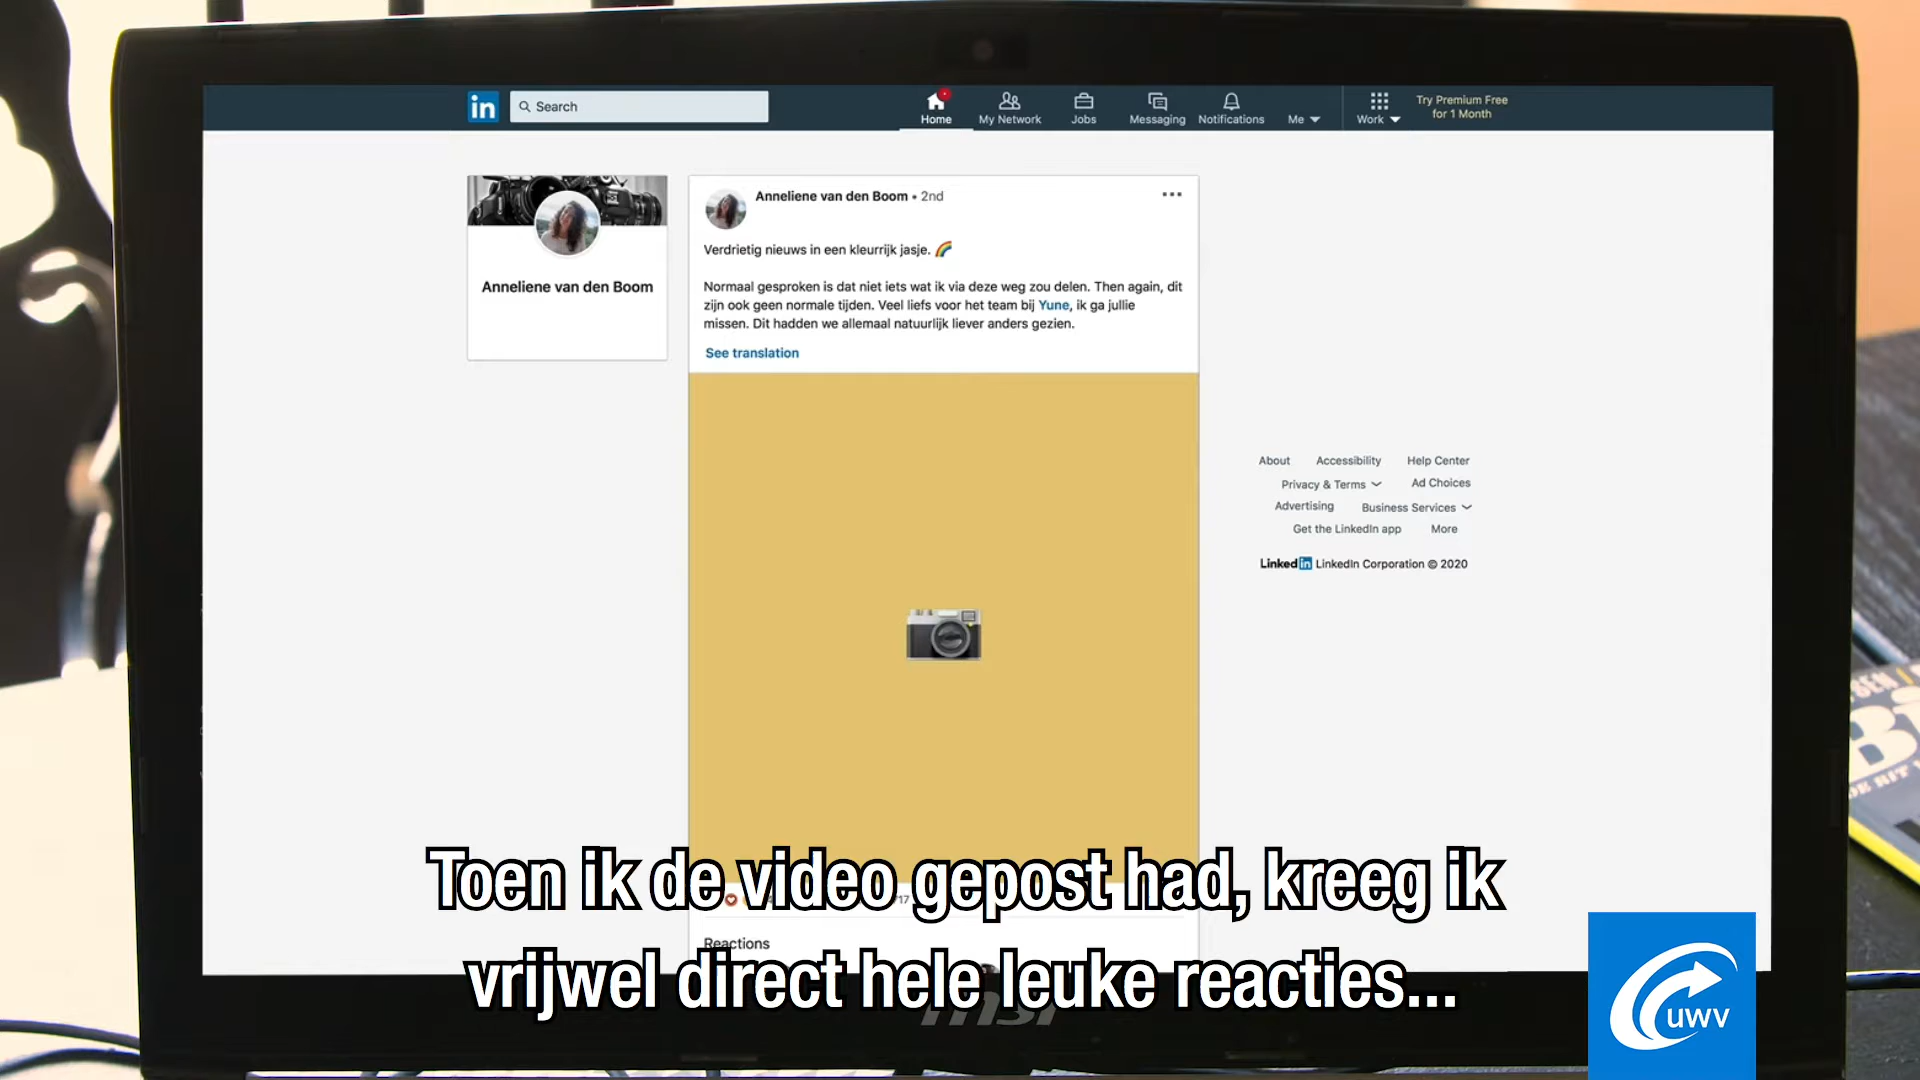 in
Search
Home
My Network
Jobs
Messaging
Notifications
Me
Work
Try Premium Free
for 1 Month
Anneliene van den Boom
Anneliene van den Boom • 2nd
Verdrietig nieuws in een kleurrijk jasje. 🌈
Normaal gesproken is dat niet iets wat ik via deze weg zou delen. Then again, dit
zijn ook geen normale tijden. Veel liefs voor het team bij Yune, ik ga jullie
missen. Dit hadden we allemaal natuurlijk liever anders gezien.
See translation
About Accessibility Help Center
Privacy & Terms Ad Choices
Advertising Business Services
Get the LinkedIn app More
Linkedin LinkedIn Corporation © 2020
Reactions
Toen ik de video gepost had, kreeg ik
vrijwel direct hele leuke reacties...
msi
uwv